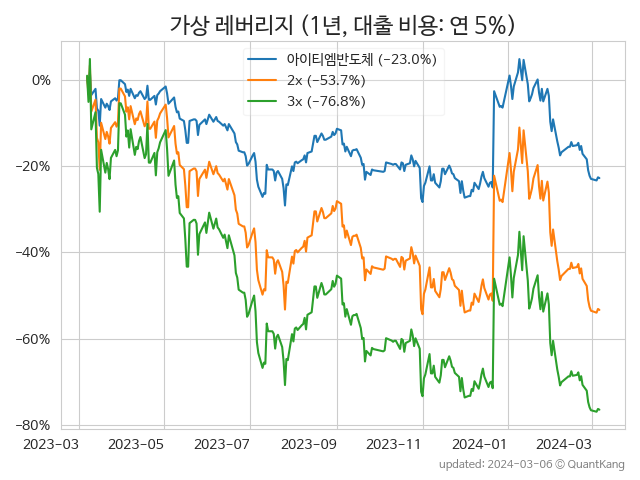 가상 레버리지 (1년, 대출 비용: 연 5%)
아이티엠반도체 (−23.0%)
2x (−53.7%)
3x (−76.8%)
0%
−20%
−40%
−60%
−80%
2023-03 2023-05 2023-07 2023-09 2023-11 2024-01 2024-03
updated: 2024-03-06 © QuantKang